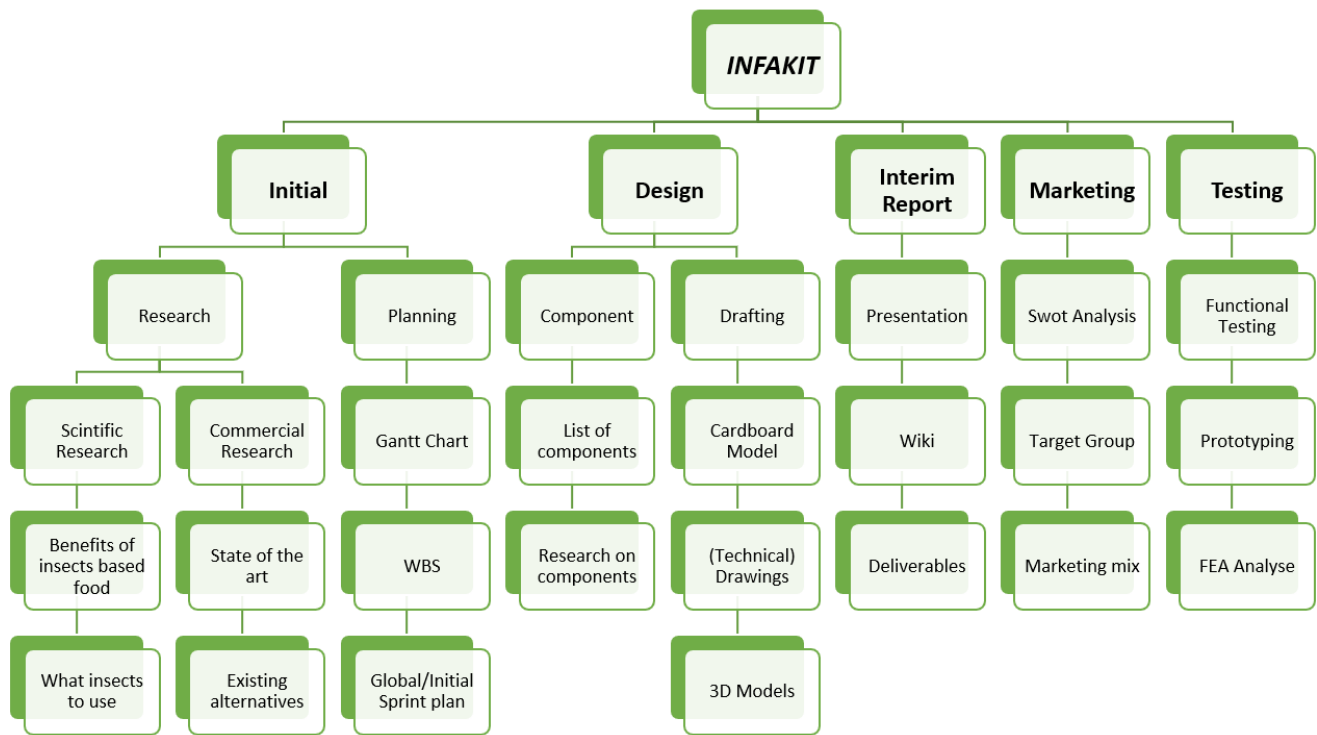 INFAKIT
Initial
Design
Interim
Report
Marketing
Testing
Research
Planning
Component
Drafting
Presentation
Swot Analysis
Functional
Testing
Scintific
Research
Commercial
Research
Gantt Chart
List of
components
Cardboard
Model
Wiki
Target Group
Prototyping
Benefits of
insects based
food
State of the
art
WBS
Research on
components
(Technical)
Drawings
Deliverables
Marketing mix
FEA Analyse
What insects
to use
Existing
alternatives
Global/Initial
Sprint plan
3D Models